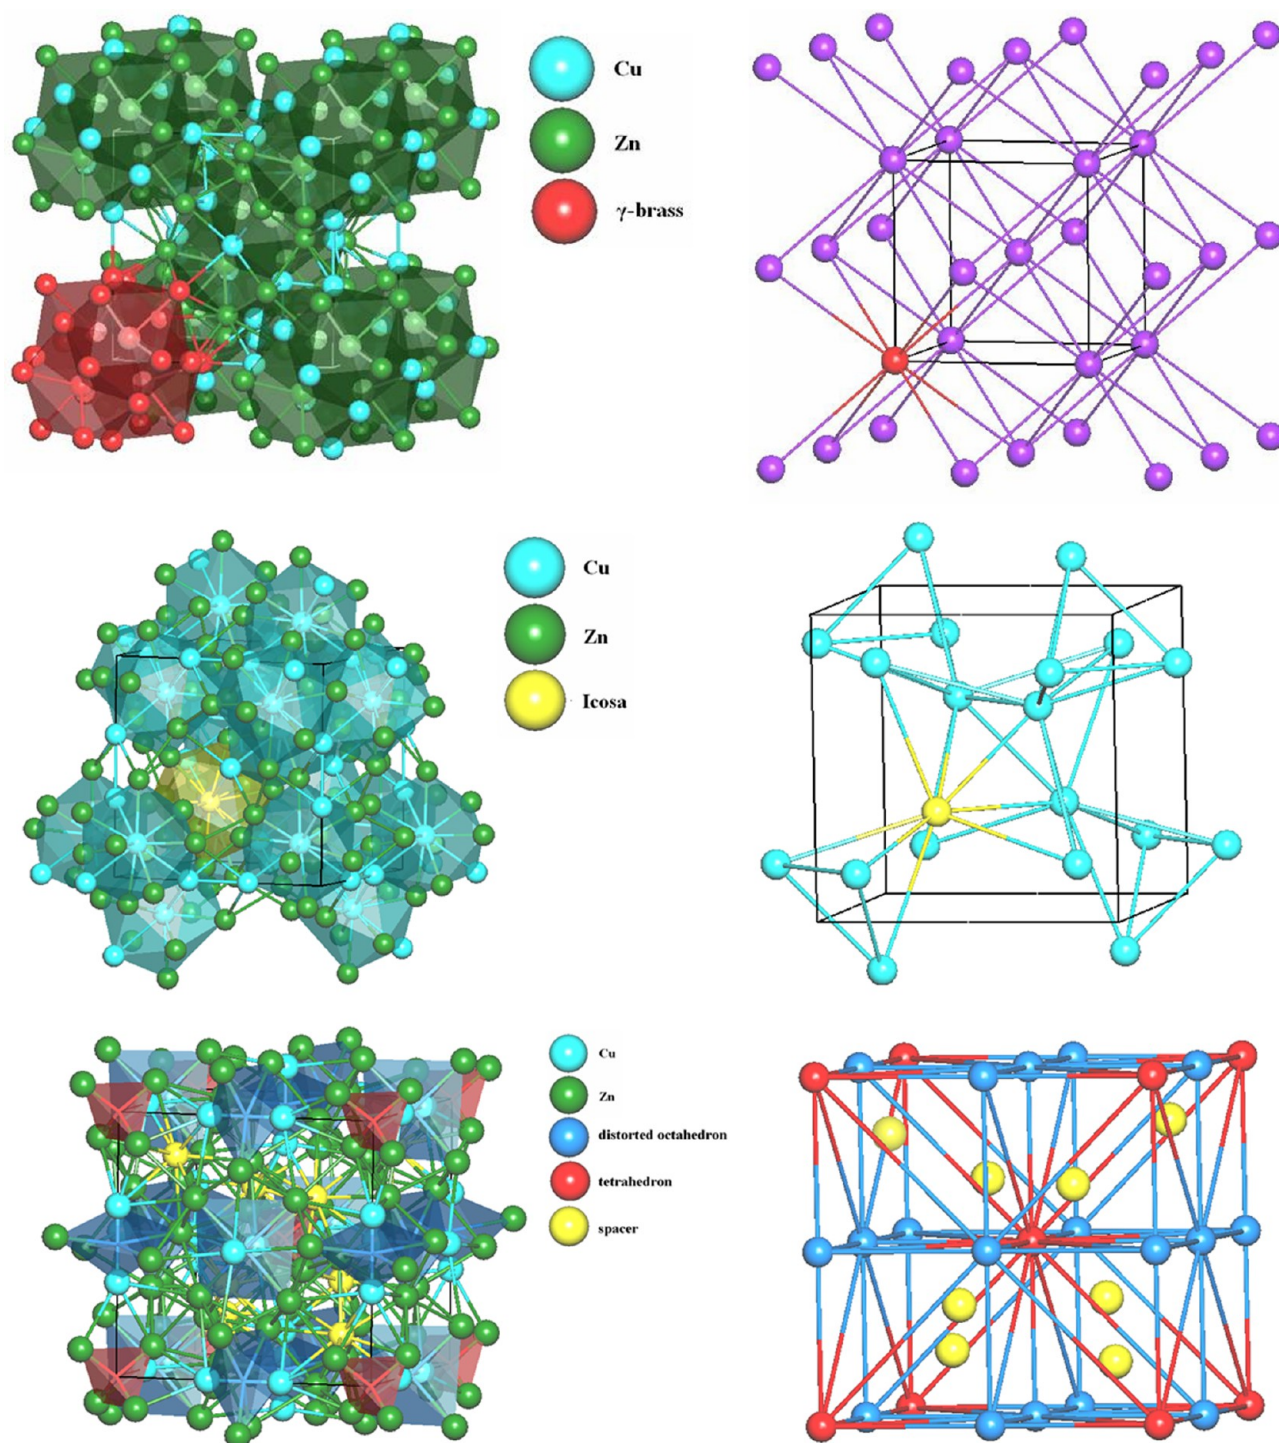 Cu
Zn
γ-brass
Cu
Zn
Icosa
Cu
Zn
distorted octahedron
tetrahedron
spacer